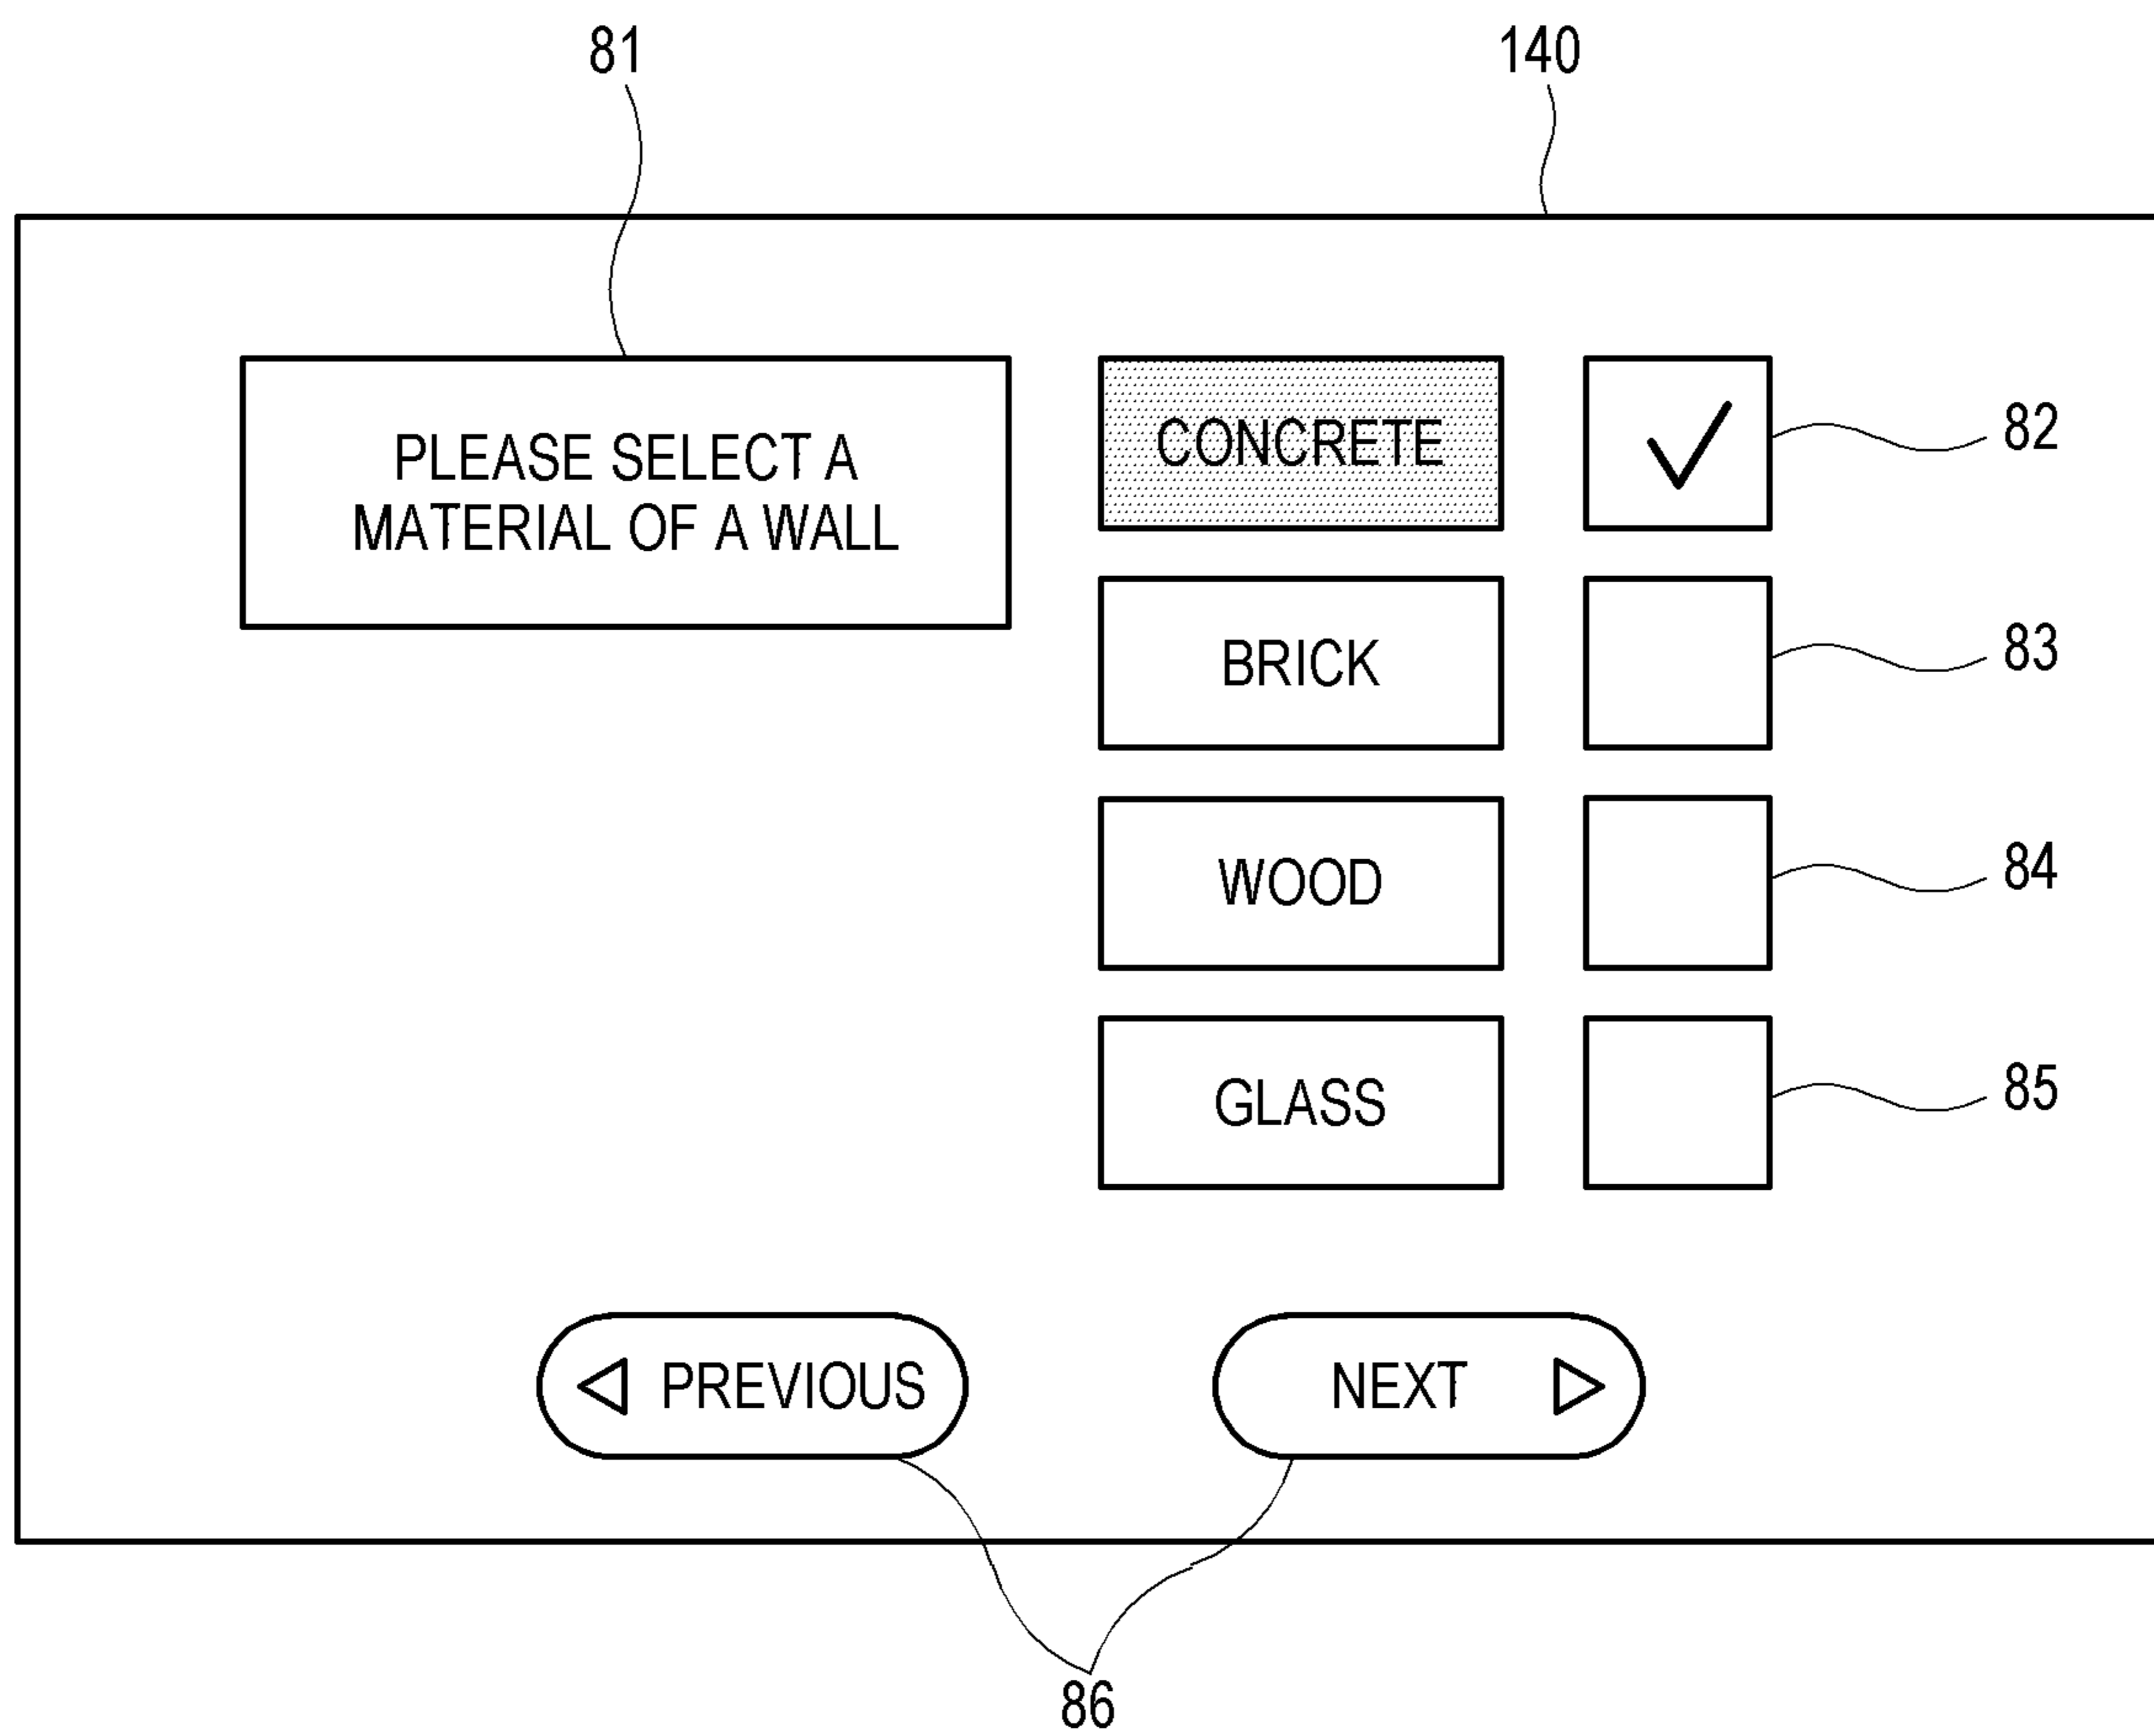 81
140
PLEASE SELECT A
MATERIAL OF A WALL
CONCRETE
82
BRICK
83
WOOD
84
GLASS
85
PREVIOUS
NEXT
86